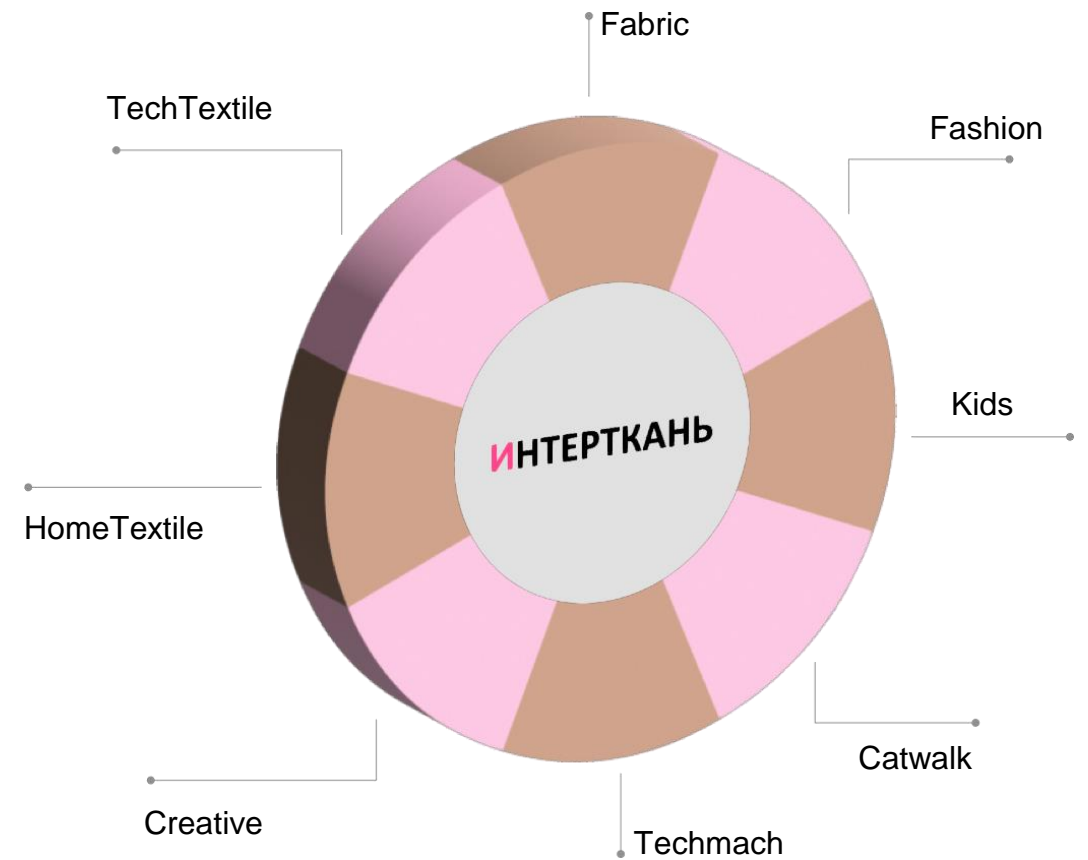 Fabric
TechTextile
Fashion
Kids
ИНТЕРТКАНЬ
HomeTextile
Catwalk
Creative
Techmach